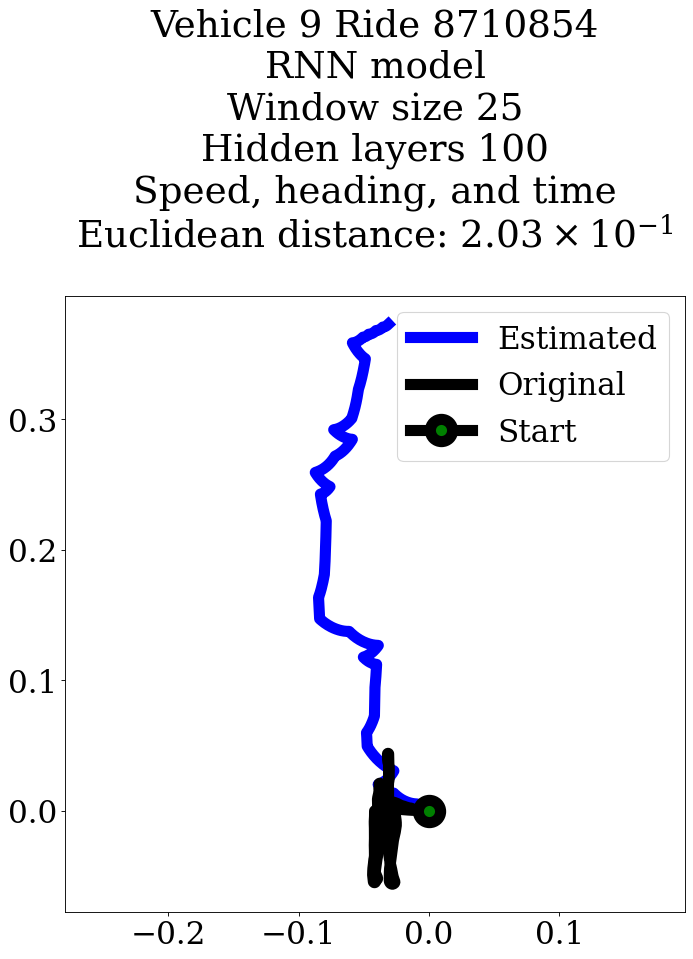 Vehicle 9 Ride 8710854
RNN model
Window size 25
Hidden layers 100
Speed, heading, and time
Euclidean distance: 2.03 × 10⁻¹
Estimated
Original
Start
0.3
0.2
0.1
0.0
−0.2 −0.1 0.0 0.1